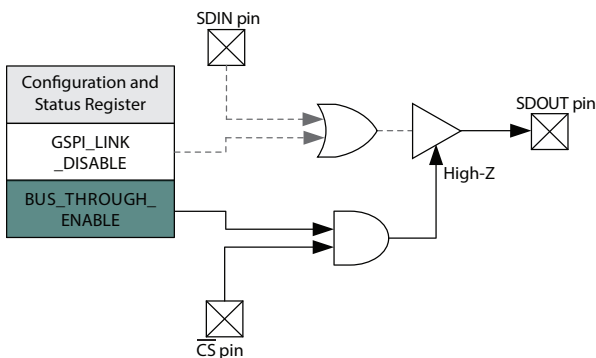 SDIN pin
Configuration and
Status Register
GSPI_LINK
_DISABLE
BUS_THROUGH_
ENABLE
SDOUT pin
High-Z
CS pin